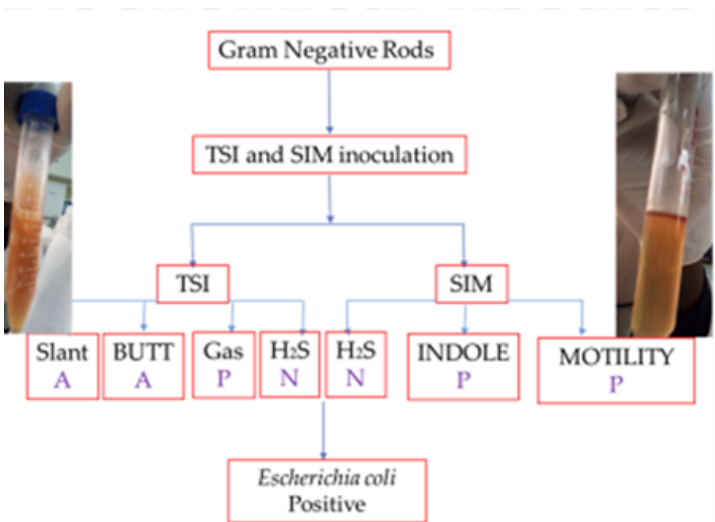 Gram Negative Rods
TSI and SIM inoculation
TSI
SIM
Slant
A
BUTT
A
Gas
P
H2S
N
H2S
N
INDOLE
P
MOTILITY
P
Escherichia coli
Positive